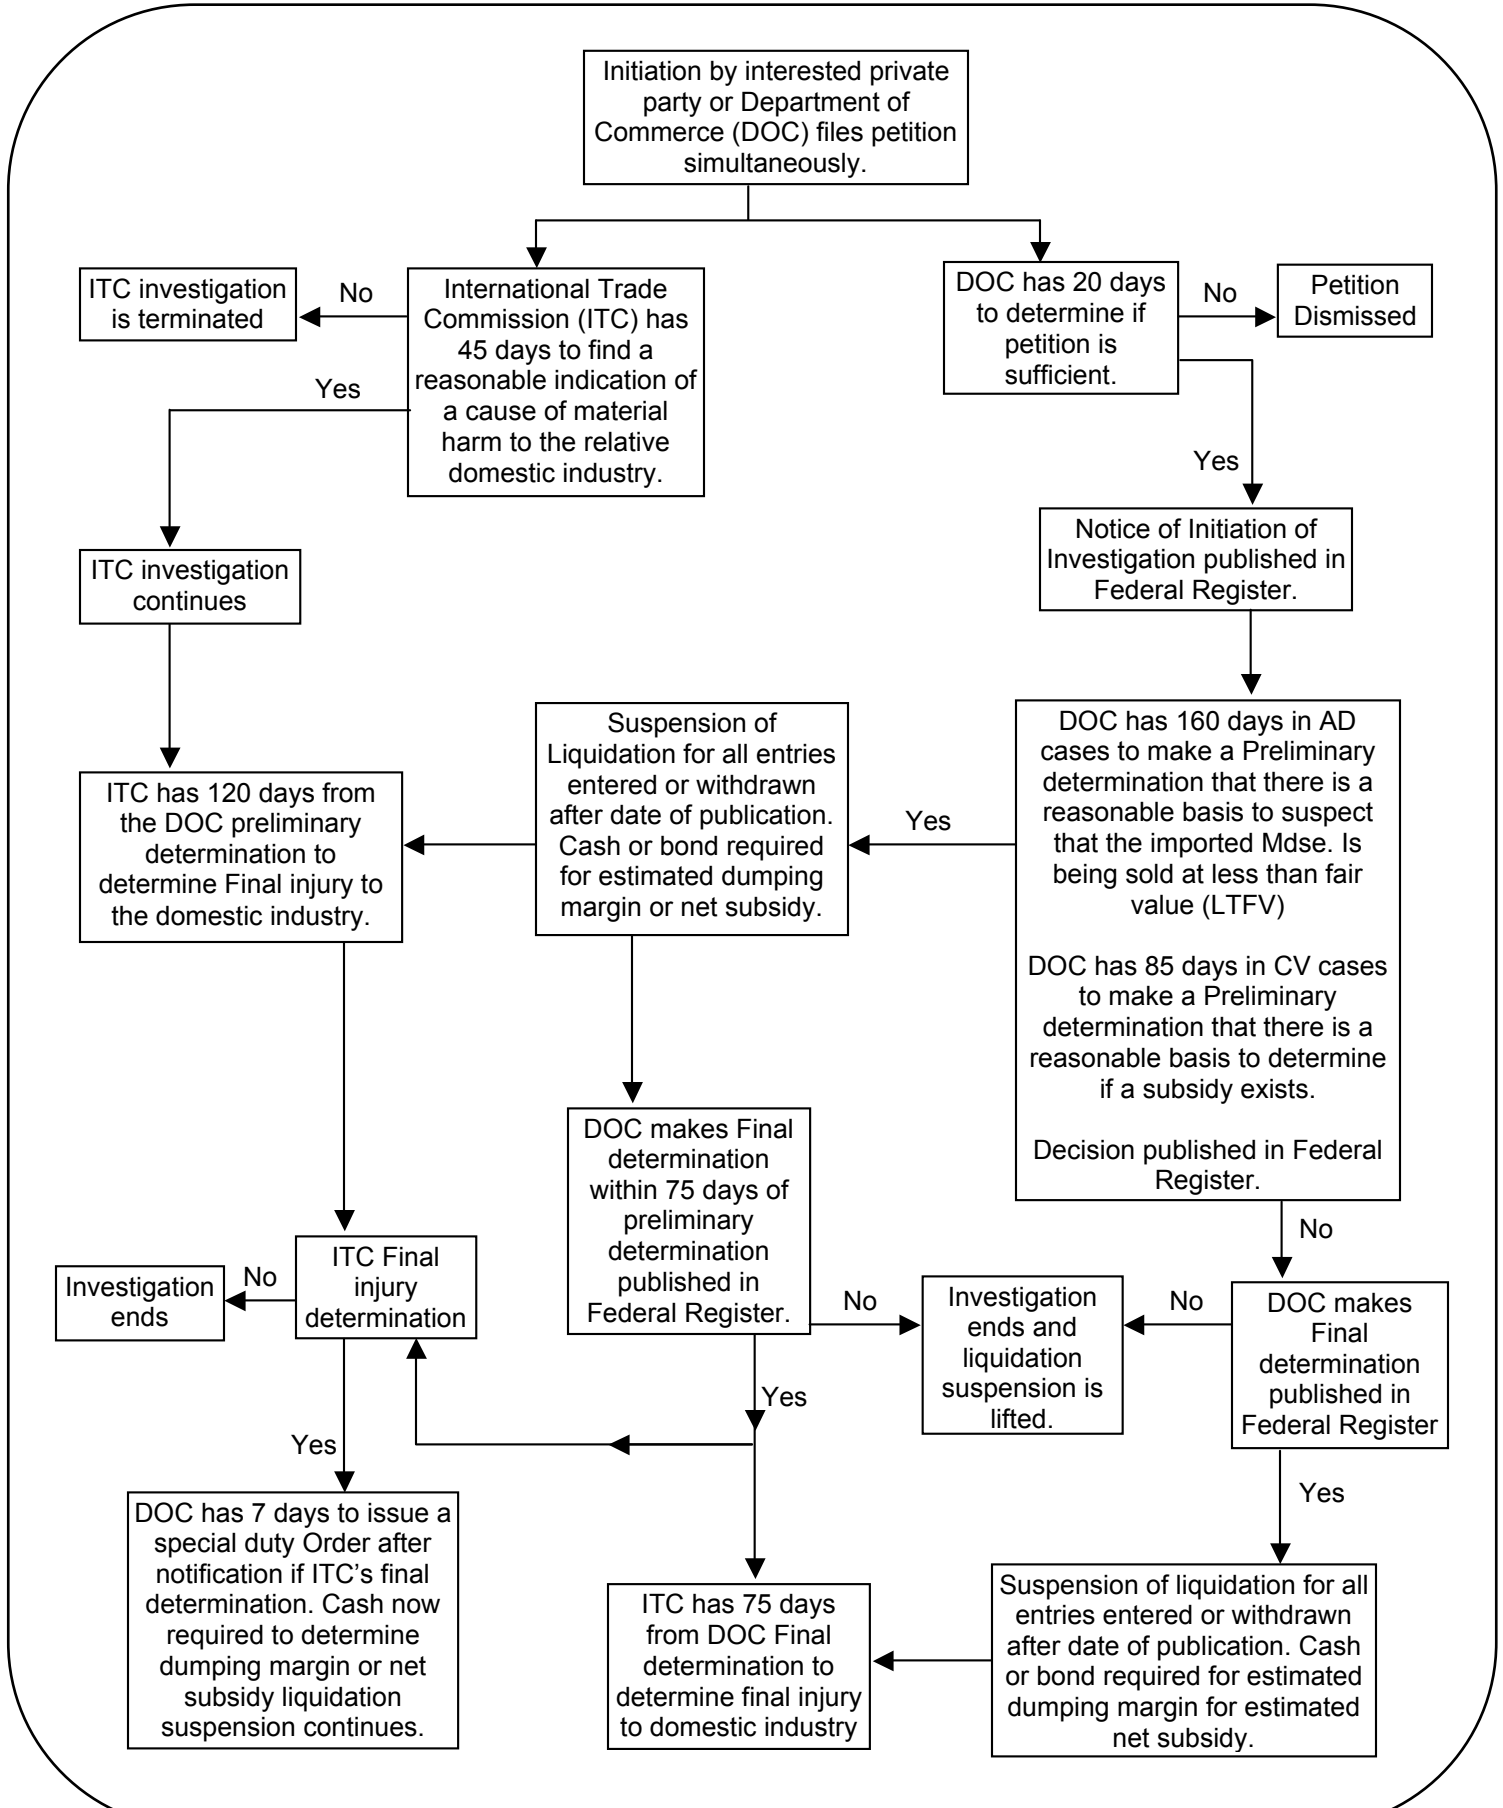 Initiation by interested private
party or Department of
Commerce (DOC) files petition
simultaneously.
ITC investigation
is terminated
No
International Trade
Commission (ITC) has
45 days to find a
reasonable indication of
a cause of material
harm to the relative
domestic industry.
DOC has 20 days
to determine if
petition is
sufficient.
No
Petition
Dismissed
Yes
Yes
Notice of Initiation of
Investigation published in
Federal Register.
ITC investigation
continues
ITC has 120 days from
the DOC preliminary
determination to
determine Final injury to
the domestic industry.
Suspension of
Liquidation for all entries
entered or withdrawn
after date of publication.
Cash or bond required
for estimated dumping
margin or net subsidy.
Yes
DOC has 160 days in AD
cases to make a Preliminary
determination that there is a
reasonable basis to suspect
that the imported Mdse. Is
being sold at less than fair
value (LTFV)
DOC has 85 days in CV cases
to make a Preliminary
determination that there is a
reasonable basis to determine
if a subsidy exists.
Decision published in Federal
Register.
DOC makes Final
determination
within 75 days of
preliminary
determination
published in
Federal Register.
No
Investigation
ends
No
ITC Final
injury
determination
No
Investigation
ends and
liquidation
suspension is
lifted.
No
DOC makes
Final
determination
published in
Federal Register
Yes
Yes
Yes
DOC has 7 days to issue a
special duty Order after
notification if ITC’s final
determination. Cash now
required to determine
dumping margin or net
subsidy liquidation
suspension continues.
ITC has 75 days
from DOC Final
determination to
determine final injury
to domestic industry
Suspension of liquidation for all
entries entered or withdrawn
after date of publication. Cash
or bond required for estimated
dumping margin for estimated
net subsidy.